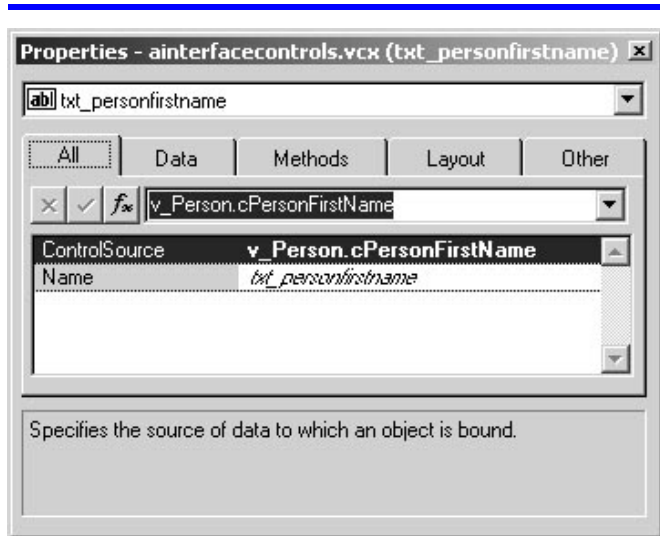 Properties - ainterfacecontrols.vcx (txt_personfirstname)
abl txt_personfirstname
All Data Methods Layout Other
fx v_Person.cPersonFirstName
ControlSource v_Person.cPersonFirstName
Name txt_personfirstname
Specifies the source of data to which an object is bound.